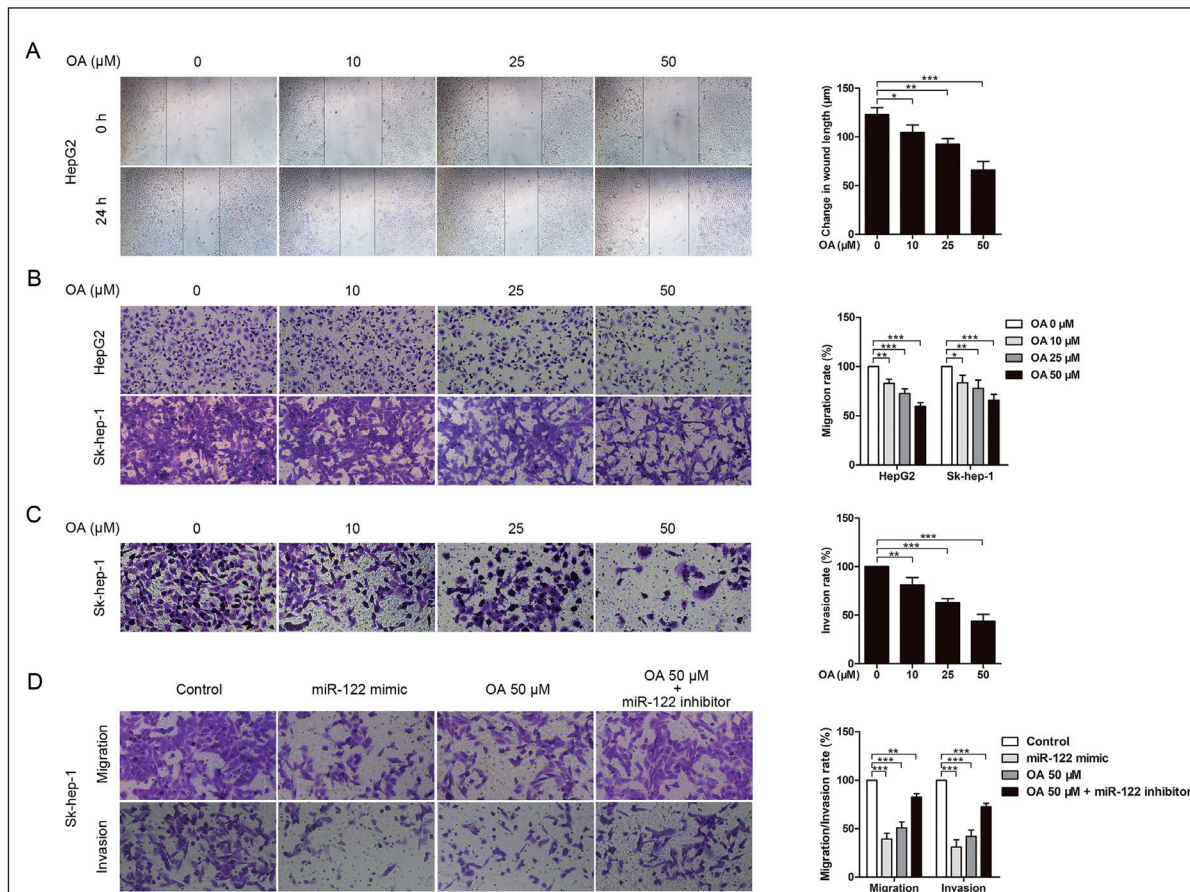 A
OA (µM)
0
10
25
50
HepG2
0 h
24 h
Change in wound length (µm)
150
100
50
0
***
**
*
OA (µM)
0
10
25
50
B
OA (µM)
0
10
25
50
HepG2
Sk-hep-1
Migration rate (%)
150
100
50
0
***
***
**
***
**
*
HepG2
Sk-hep-1
OA 0 µM
OA 10 µM
OA 25 µM
OA 50 µM
C
OA (µM)
0
10
25
50
Sk-hep-1
Invasion rate (%)
150
100
50
0
***
***
**
OA (µM)
0
10
25
50
D
Control
miR-122 mimic
OA 50 µM
OA 50 µM
+
miR-122 inhibitor
Sk-hep-1
Migration
Invasion
Migration/Invasion rate (%)
150
100
50
0
**
***
***
***
***
***
Migration
Invasion
Control
miR-122 mimic
OA 50 µM
OA 50 µM + miR-122 inhibitor